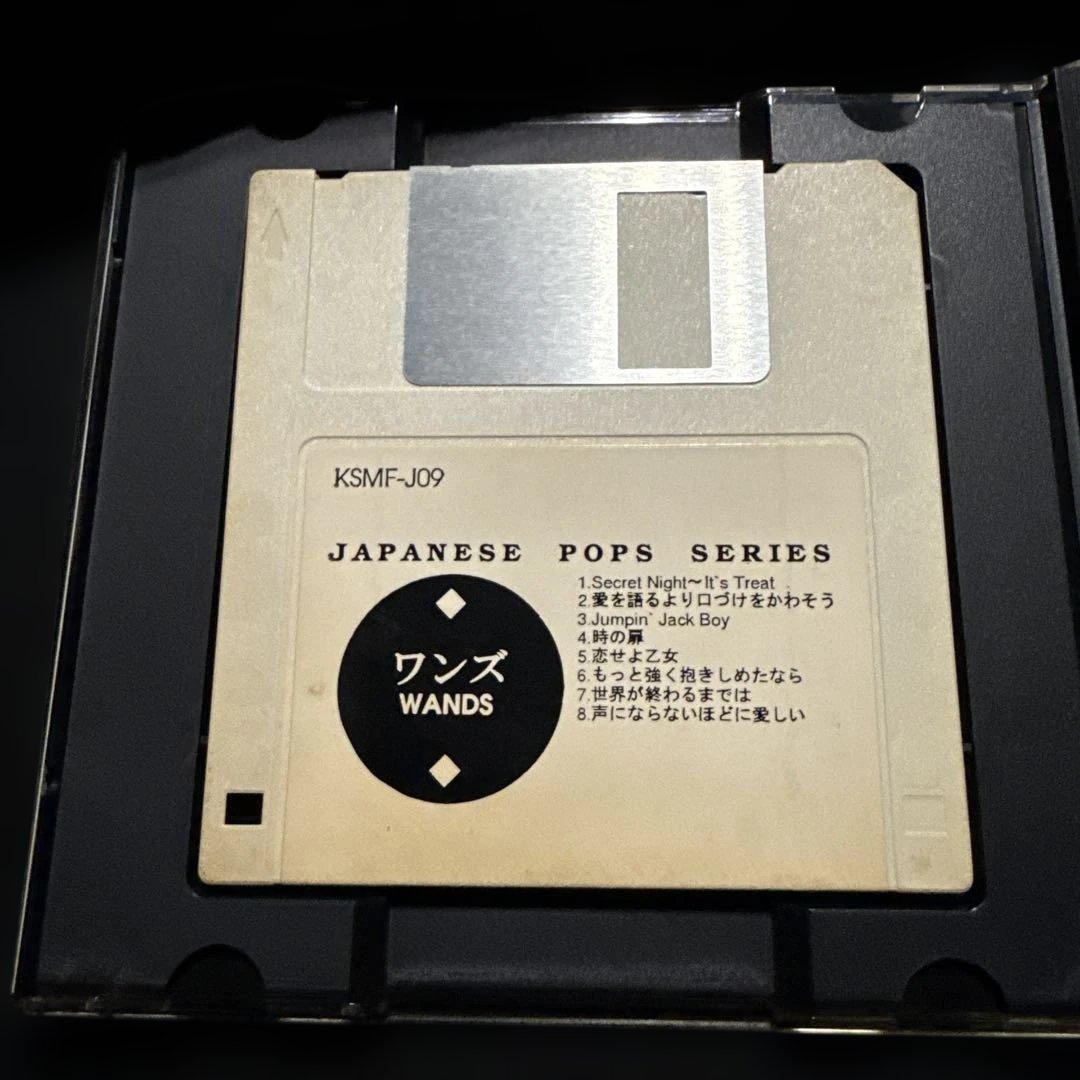 KSMF-J09
JAPANESE POPS SERIES
ワンズ
WANDS
1.Secret Night〜It`s Treat
2.愛を語るより口づけをかわそう
3.Jumpin` Jack Boy
4.時の扉
5.恋せよ乙女
6.もっと強く抱きしめたなら
7.世界が終わるまでは
8.声にならないほどに愛しい